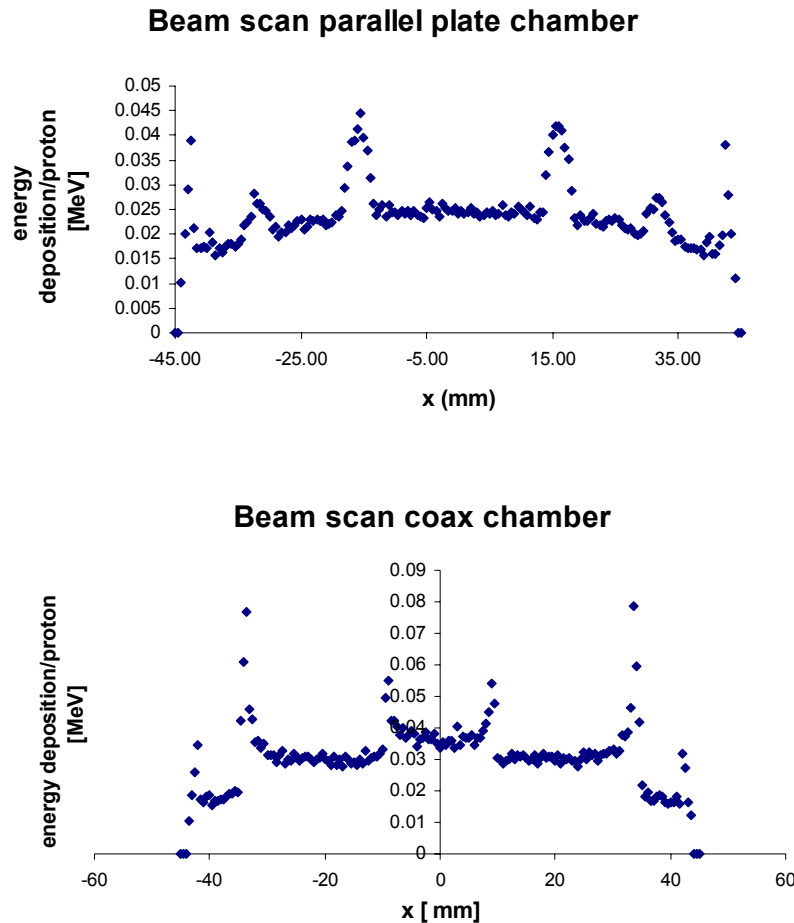 Beam scan parallel plate chamber
energy
deposition/proton
[MeV]
0.05
0.045
0.04
0.035
0.03
0.025
0.02
0.015
0.01
0.005
0
-45.00 -25.00 -5.00 15.00 35.00
x (mm)
Beam scan coax chamber
energy deposition/proton
[MeV]
0.09
0.08
0.07
0.06
0.05
0.04
0.03
0.02
0.01
0
-60 -40 -20 0 20 40 60
x [ mm]